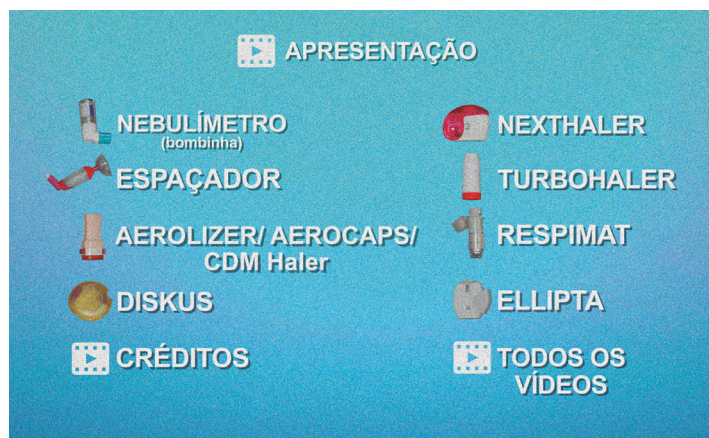 APRESENTAÇÃO
NEBULÍMETRO
(bombinha)
ESPAÇADOR
AEROLIZER/ AEROCAPS/
CDM Haler
DISKUS
CRÉDITOS
NEXTHALER
TURBOHALER
RESPIMAT
ELLIPTA
TODOS OS
VÍDEOS